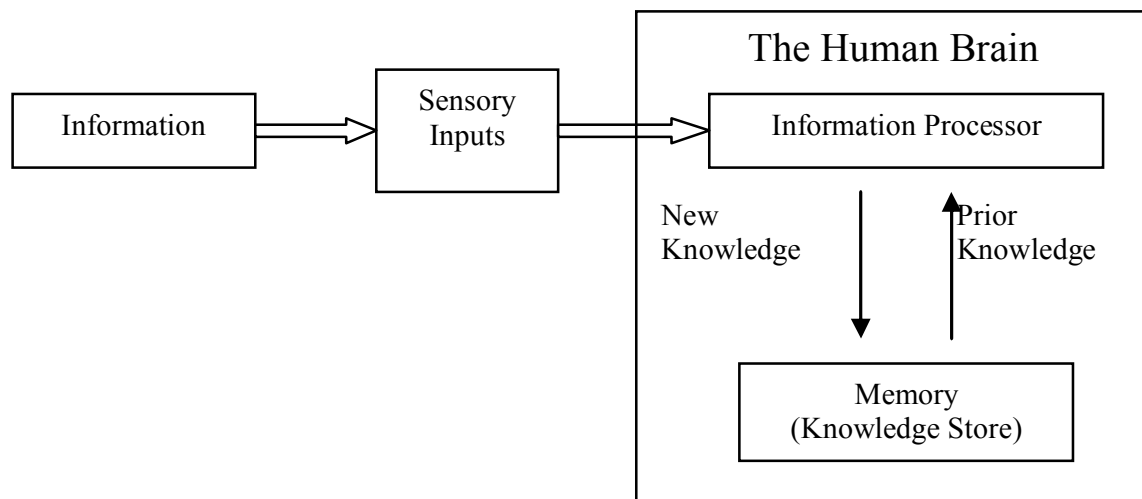 The Human Brain
Information
Sensory
Inputs
Information Processor
New
Knowledge
Prior
Knowledge
Memory
(Knowledge Store)